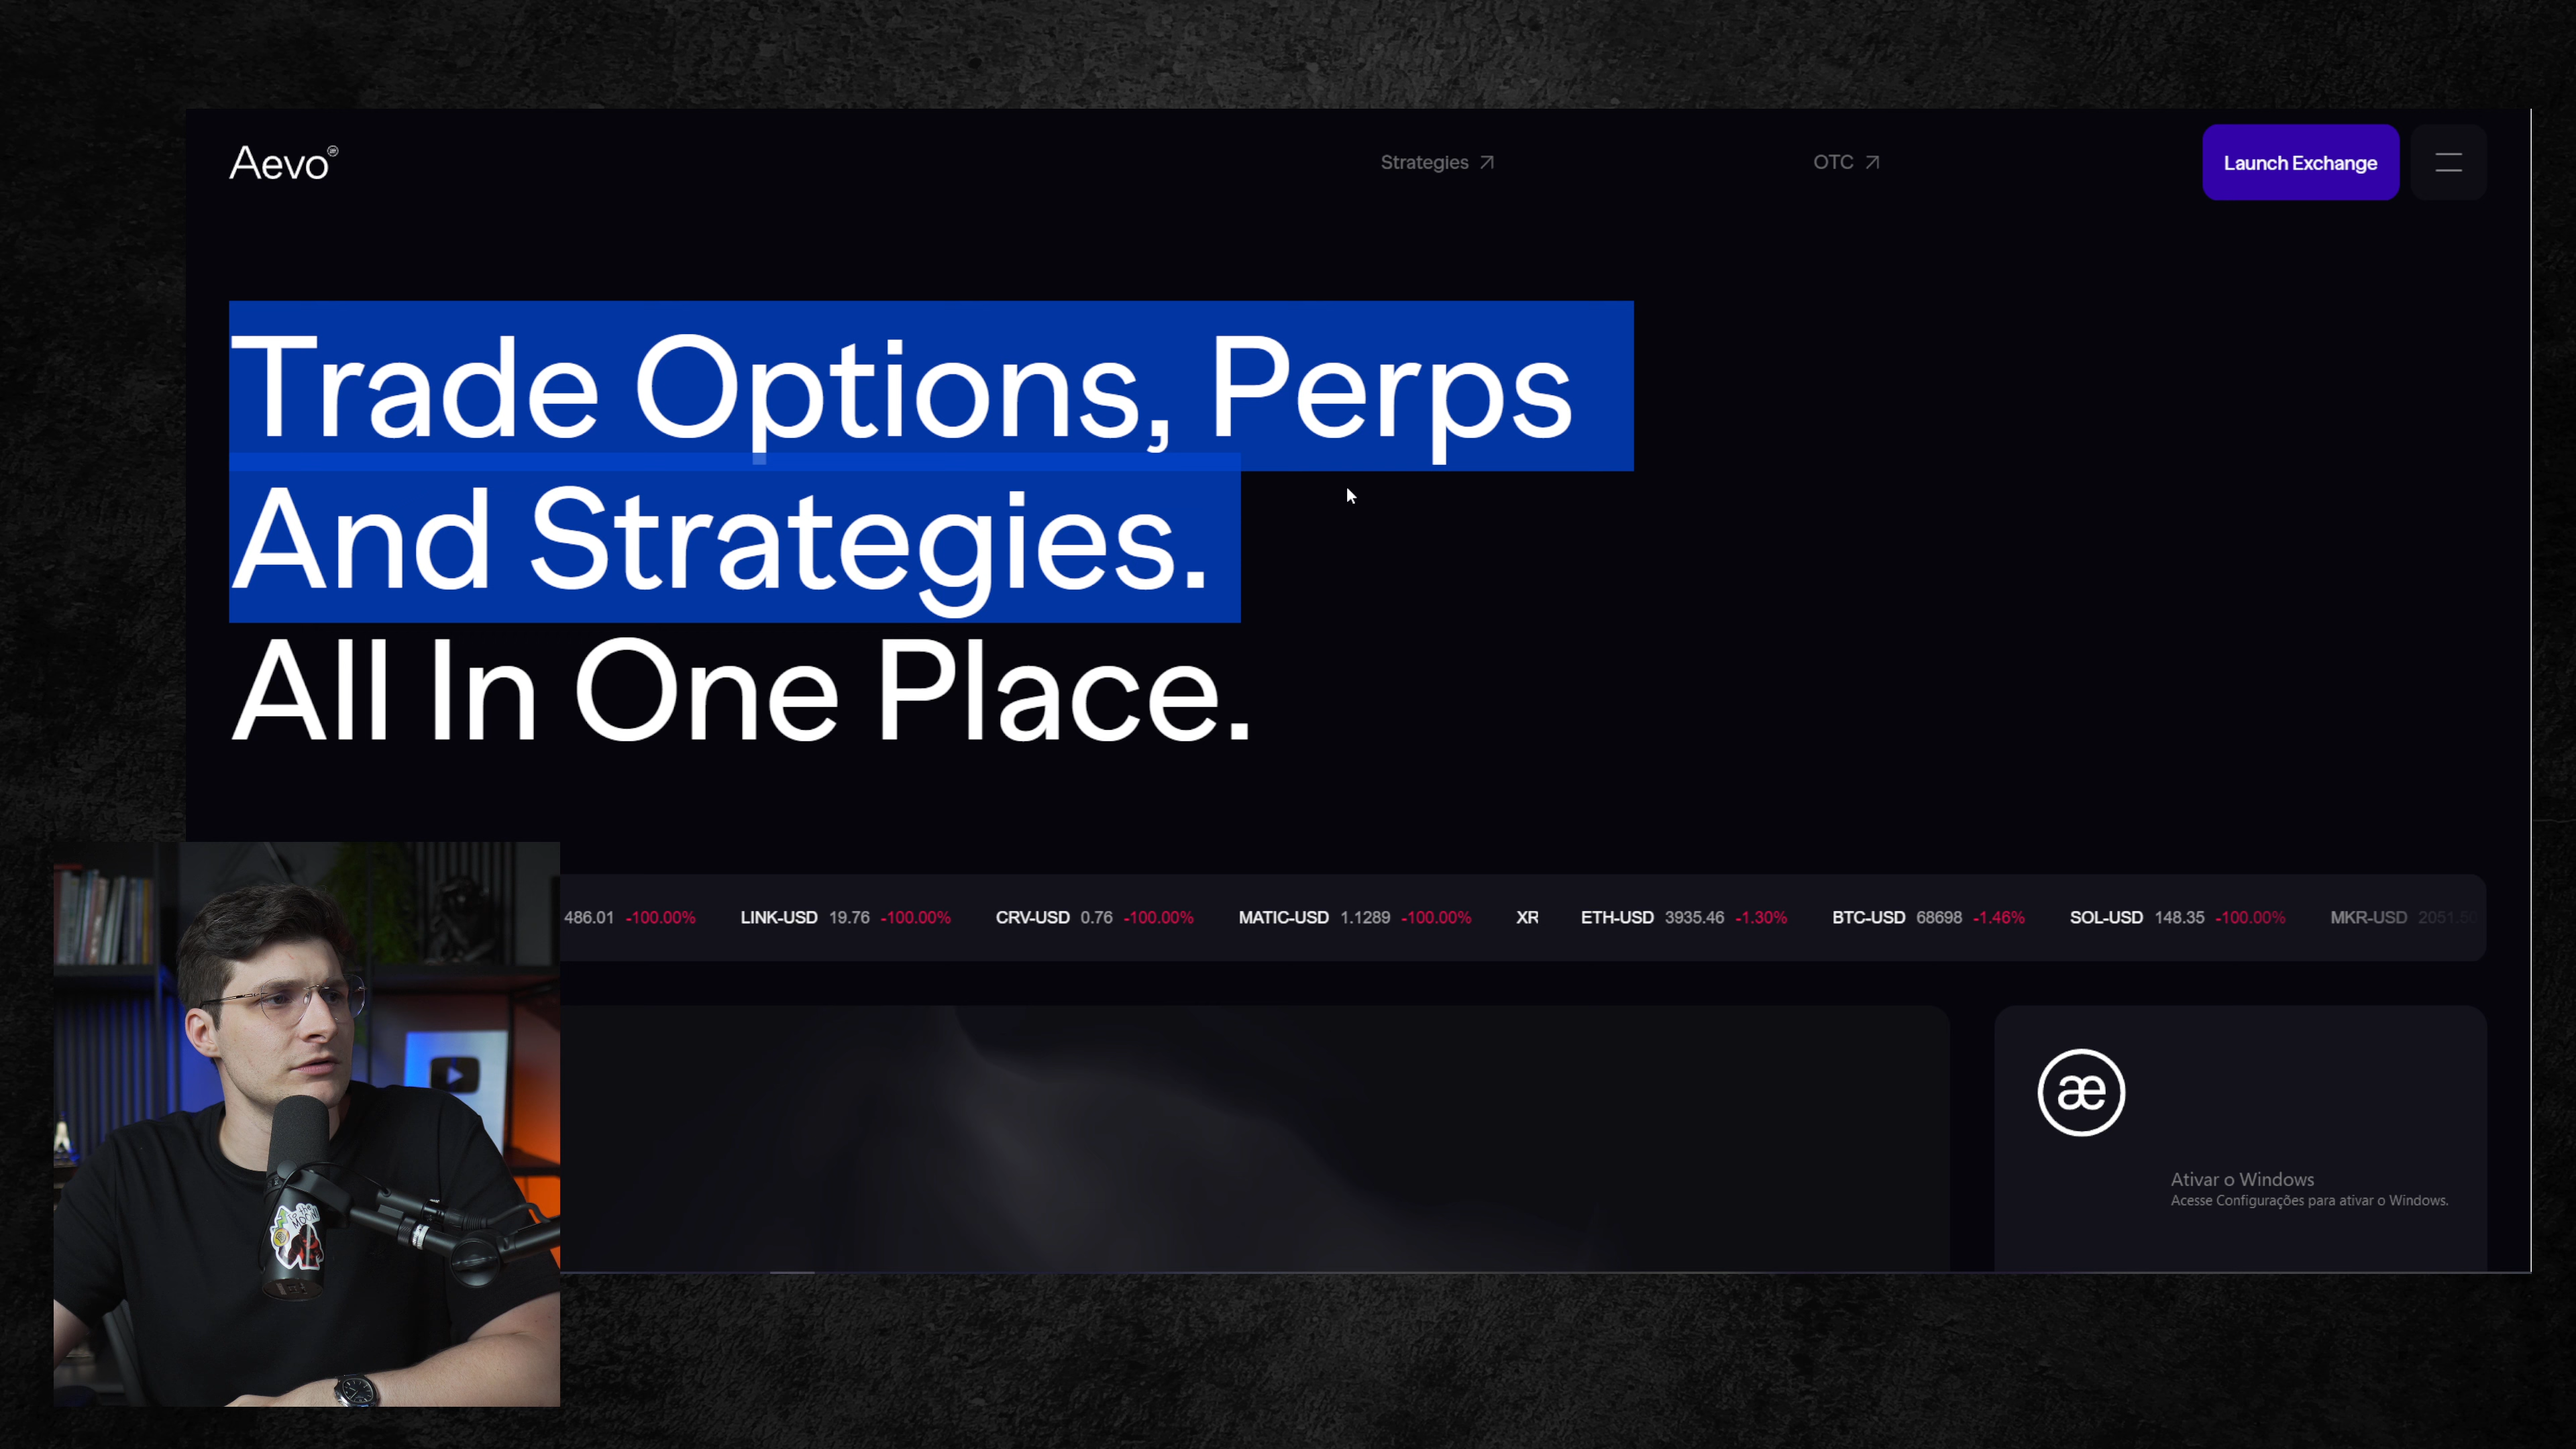 Aevo
Strategies
OTC
Launch Exchange
Trade Options, Perps
And Strategies.
All In One Place.
486.01 -100.00% LINK-USD 19.76 -100.00% CRV-USD 0.76 -100.00% MATIC-USD 1.1289 -100.00% XR ETH-USD 3935.46 -1.30% BTC-USD 68698 -1.46% SOL-USD 148.35 -100.00% MKR-USD 2051.50
æ
Ativar o Windows
Acesse Configurações para ativar o Windows.